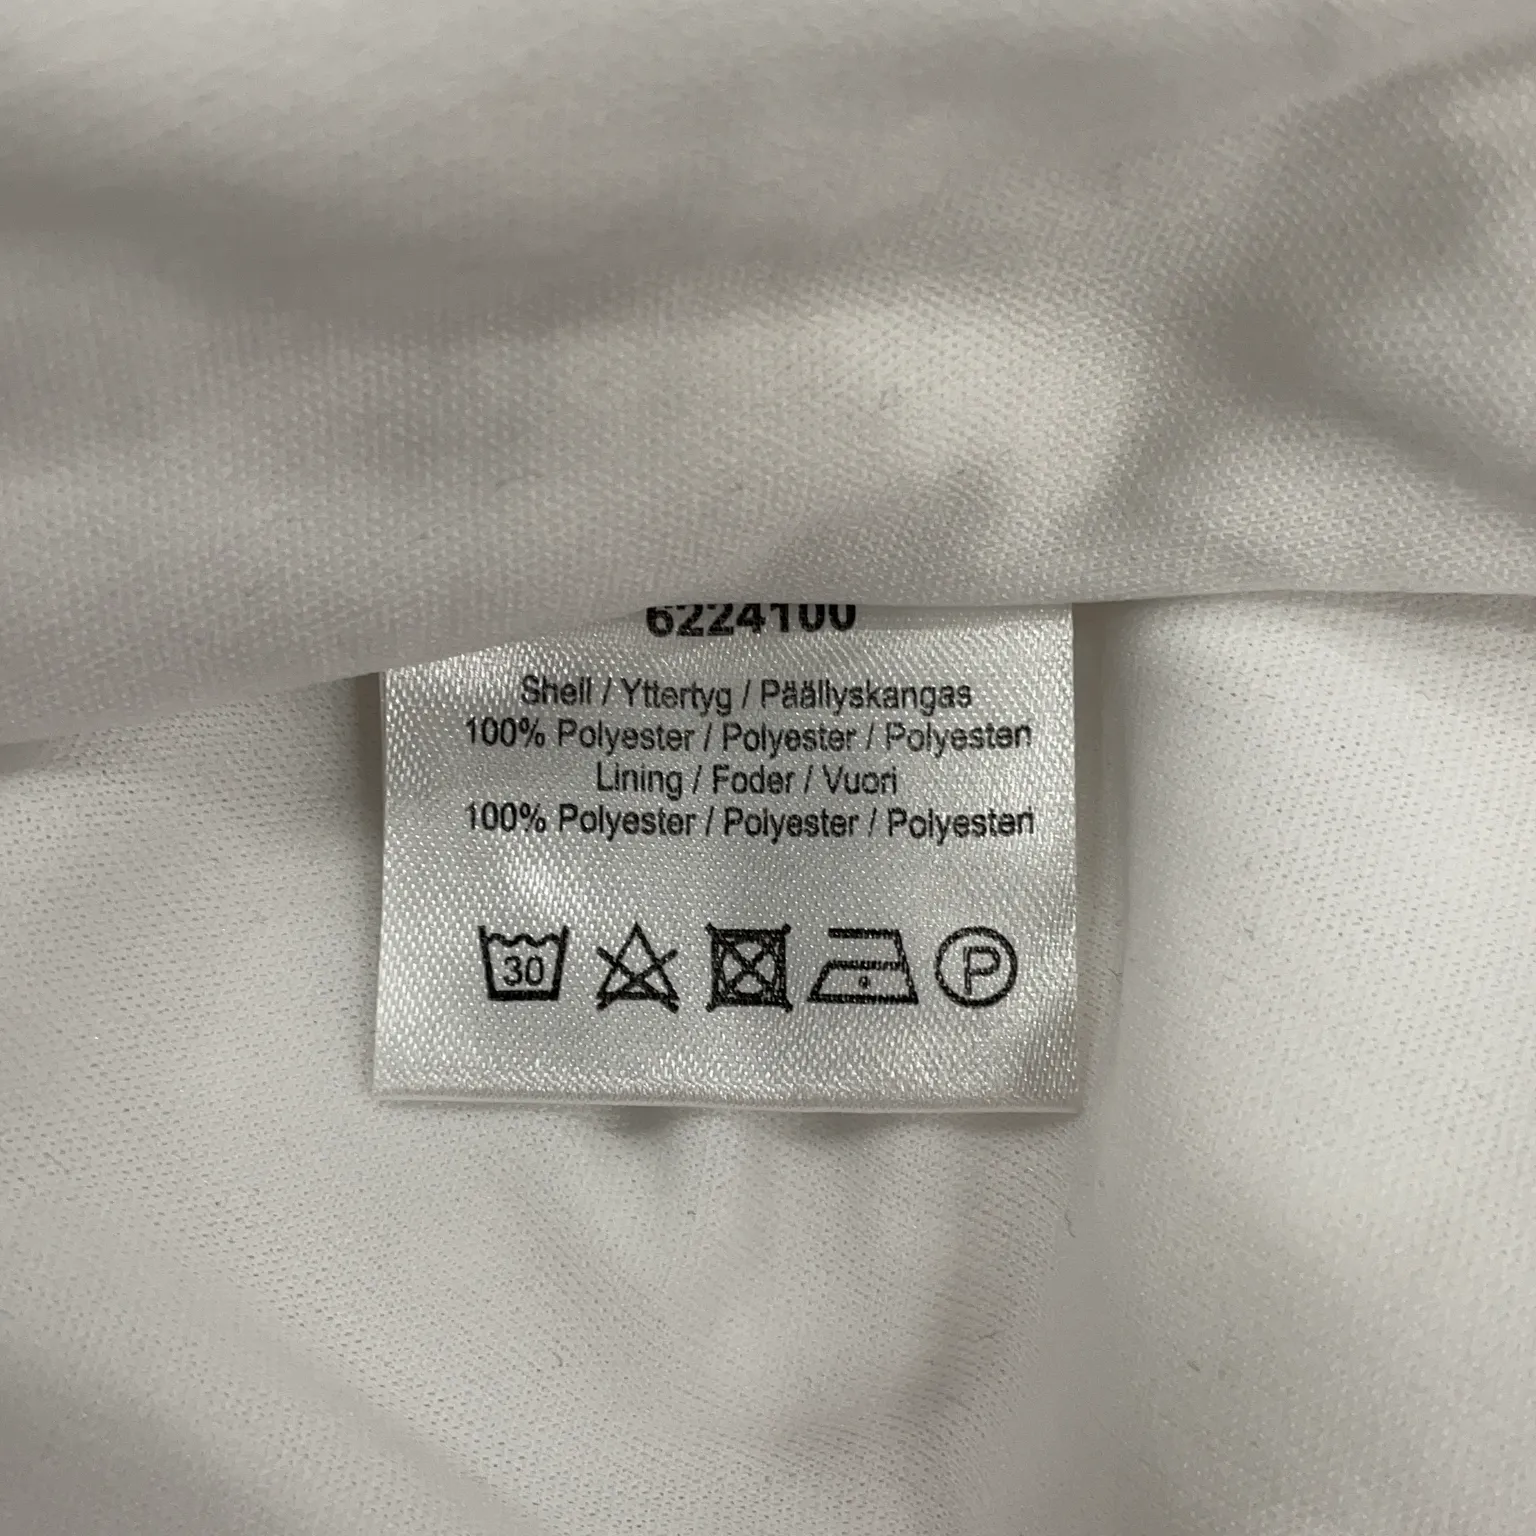 6224100
Shell / Yttertyg / Päällyskangas
100% Polyester / Polyester / Polyesteri
Lining / Foder / Vuori
100% Polyester / Polyester / Polyesteri
30
P